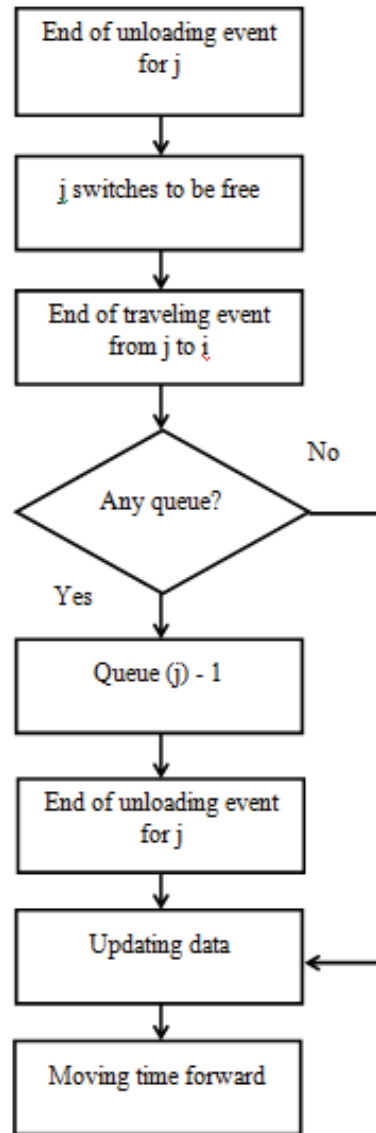 End of unloading event
for j
j switches to be free
End of traveling event
from j to i
No
Any queue?
Yes
Queue (j) - 1
End of unloading event
for j
Updating data
Moving time forward